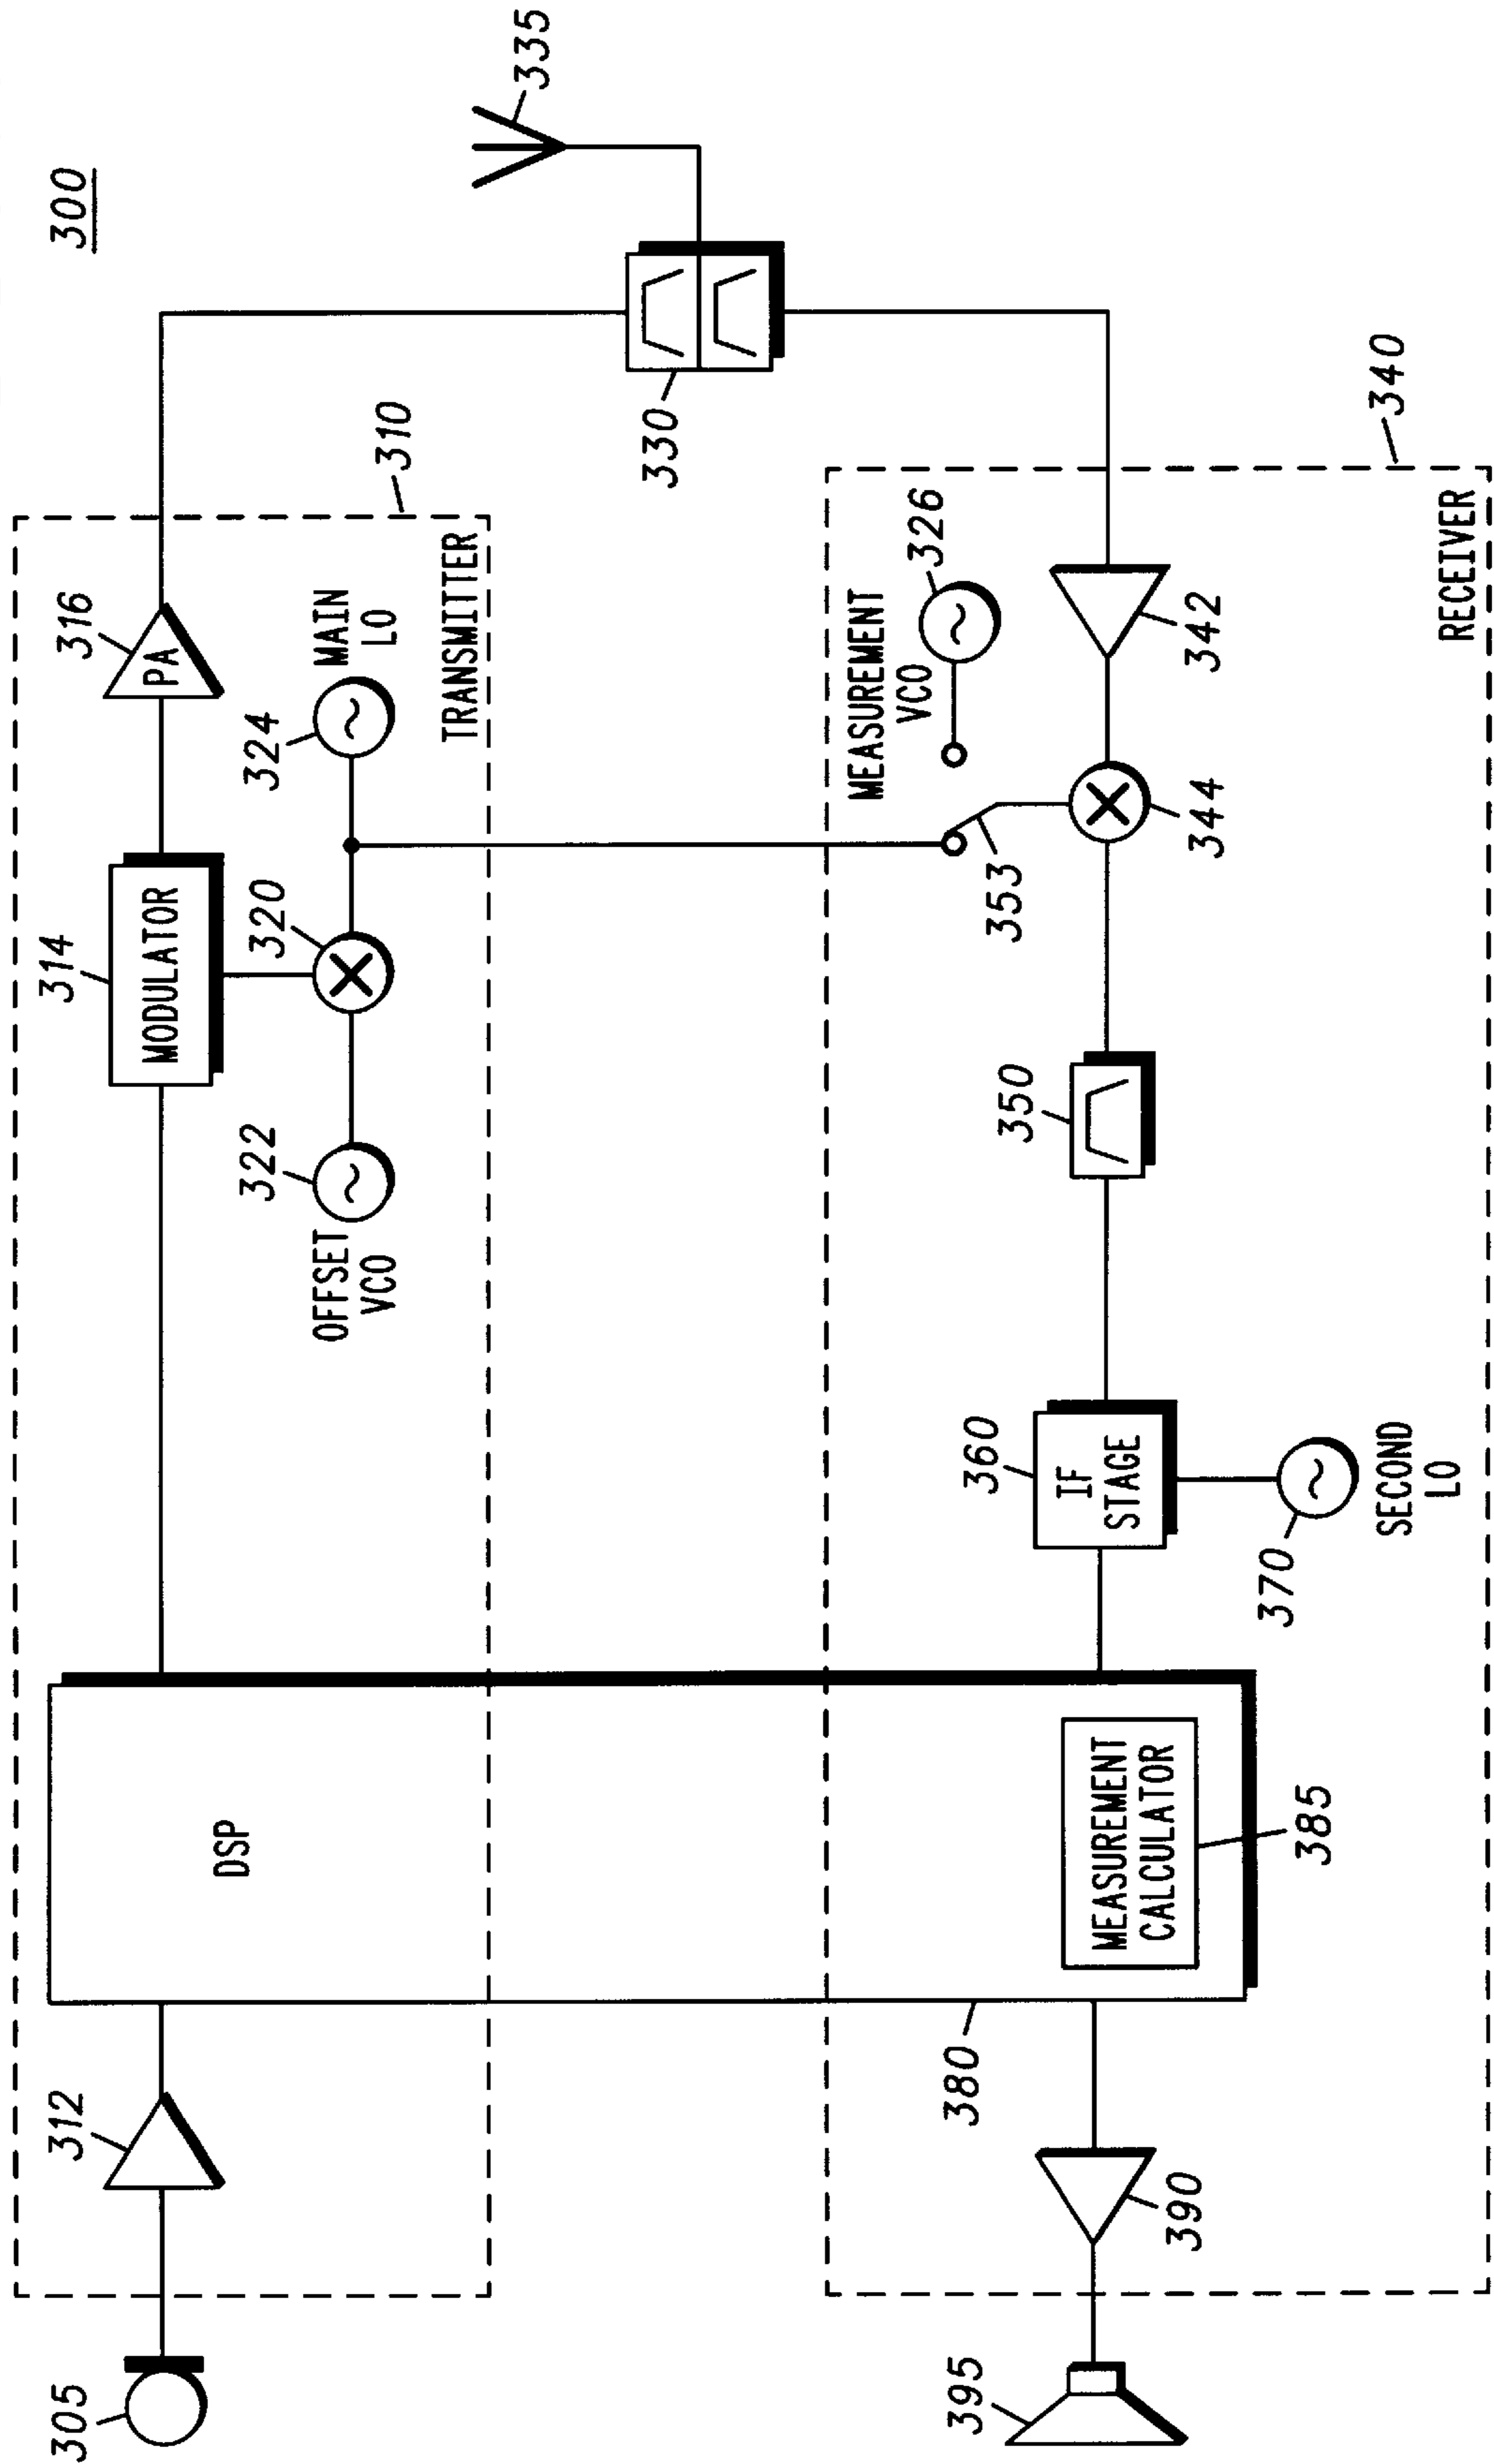 300
305
312
DSP
314
MODULATOR
316
PA
320
322
OFFSET
VCO
324
MAIN
LO
TRANSMITTER
310
330
335
340
MEASUREMENT
VCO
326
353
342
344
350
360
IF
STAGE
370
SECOND
LO
380
MEASUREMENT
CALCULATOR
385
390
395
RECEIVER